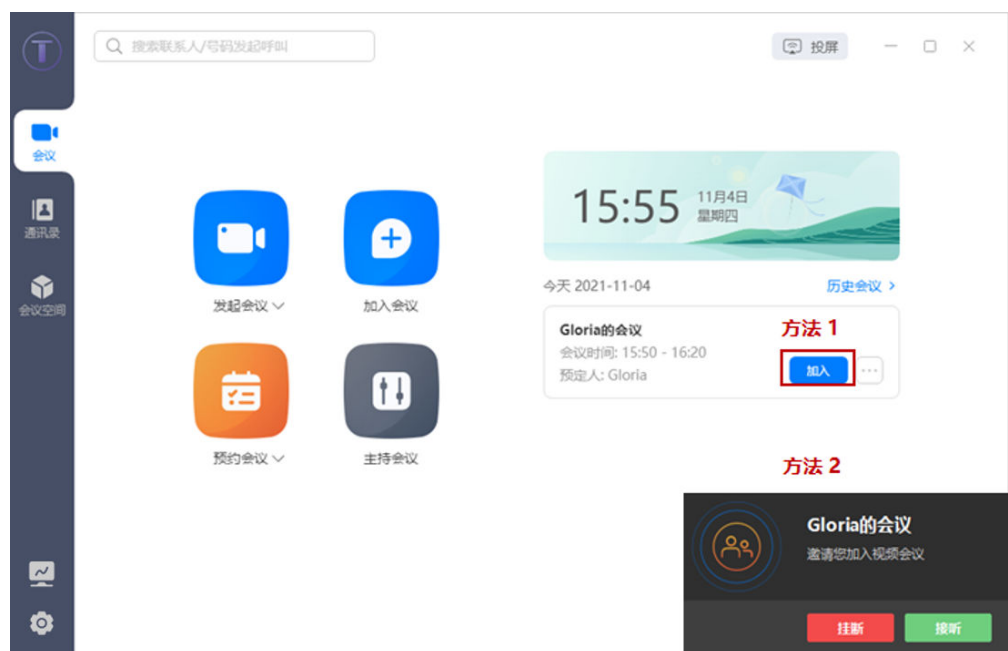 T
搜索联系人/号码发起呼叫
投屏
会议
通讯录
会议空间
发起会议
加入会议
预约会议
主持会议
15:55
11月4日
星期四
今天 2021-11-04
历史会议
Gloria的会议
会议时间: 15:50 - 16:20
预定人: Gloria
方法 1
加入
方法 2
Gloria的会议
邀请您加入视频会议
挂断
接听